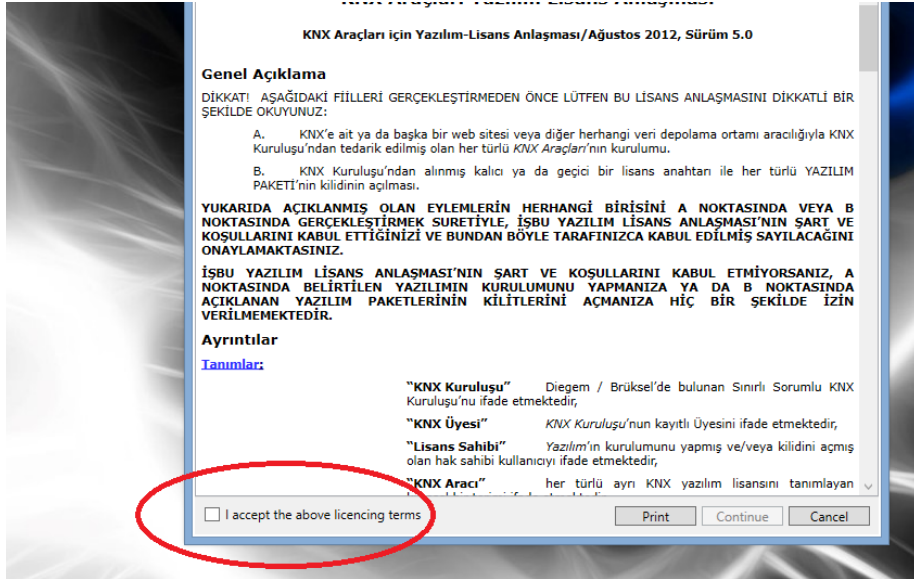 KNX Araçları Yazılım-Lisans Anlaşması
KNX Araçları için Yazılım-Lisans Anlaşması/Ağustos 2012, Sürüm 5.0
Genel Açıklama
DİKKAT! AŞAĞIDAKİ FİİLLERİ GERÇEKLEŞTİRMEDEN ÖNCE LÜTFEN BU LİSANS ANLAŞMASINI DİKKATLİ BİR
ŞEKİLDE OKUYUNUZ:
A. KNX’e ait ya da başka bir web sitesi veya diğer herhangi veri depolama ortamı aracılığıyla KNX
Kuruluşu’ndan tedarik edilmiş olan her türlü KNX Araçları’nın kurulumu.
B. KNX Kuruluşu’ndan alınmış kalıcı ya da geçici bir lisans anahtarı ile her türlü YAZILIM
PAKETİ’nin kilidinin açılması.
YUKARIDA AÇIKLANMIŞ OLAN EYLEMLERİN HERHANGİ BİRİSİNİ A NOKTASINDA VEYA B
NOKTASINDA GERÇEKLEŞTİRMEK SURETİYLE, İŞBU YAZILIM LİSANS ANLAŞMASI’NIN ŞART VE
KOŞULLARINI KABUL ETTİĞİNİZİ VE BUNDAN BÖYLE TARAFINIZCA KABUL EDİLMİŞ SAYILACAĞINI
ONAYLAMAKTASINIZ.
İŞBU YAZILIM LİSANS ANLAŞMASI’NIN ŞART VE KOŞULLARINI KABUL ETMİYORSANIZ, A
NOKTASINDA BELİRTİLEN YAZILIMIN KURULUMUNU YAPMANIZA YA DA B NOKTASINDA
AÇIKLANAN YAZILIM PAKETLERİNİN KİLİTLERİNİ AÇMANIZA HİÇ BİR ŞEKİLDE İZİN
VERİLMEMEKTEDİR.
Ayrıntılar
Tanımlar:
“KNX Kuruluşu” Diegem / Brüksel’de bulunan Sınırlı Sorumlu KNX
Kuruluşu’nu ifade etmektedir,
“KNX Üyesi” KNX Kuruluşu’nun kayıtlı Üyesini ifade etmektedir,
“Lisans Sahibi” Yazılım’ın kurulumunu yapmış ve/veya kilidini açmış
olan hak sahibi kullanıcıyı ifade etmektedir,
“KNX Aracı” her türlü ayrı KNX yazılım lisansını tanımlayan
I accept the above licencing terms
Print Continue Cancel